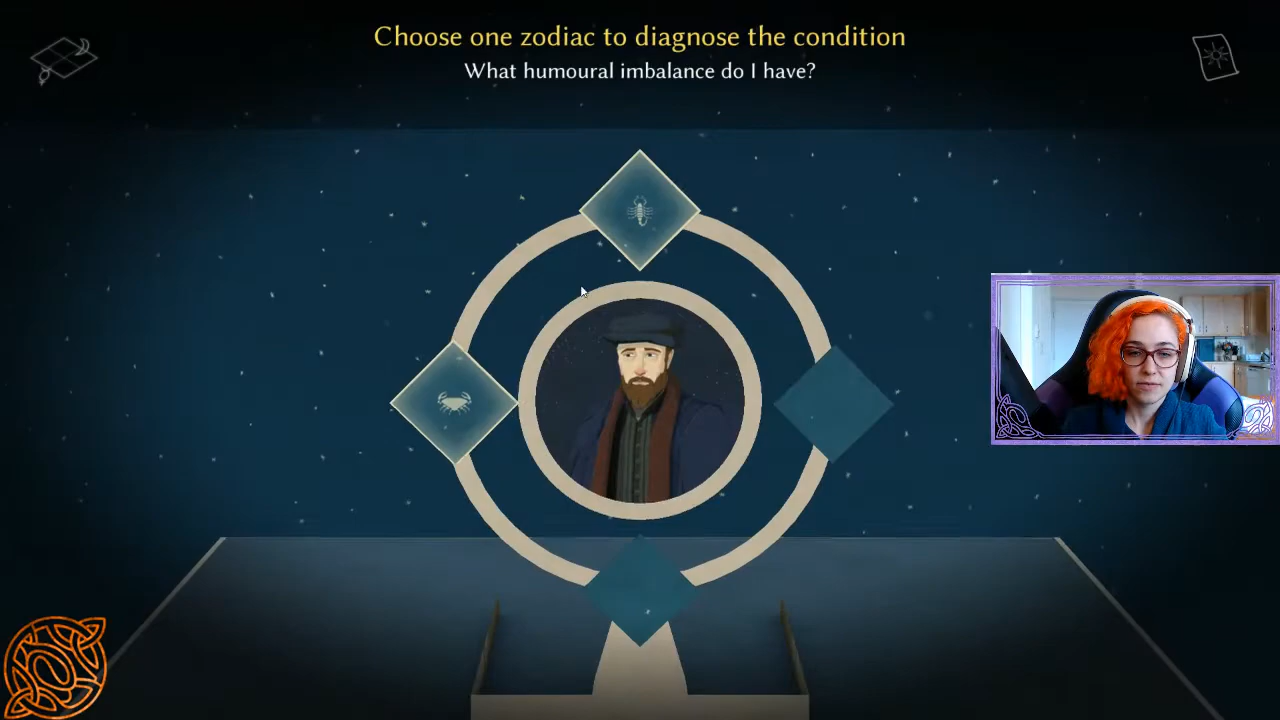 Choose one zodiac to diagnose the condition
What humoural imbalance do I have?